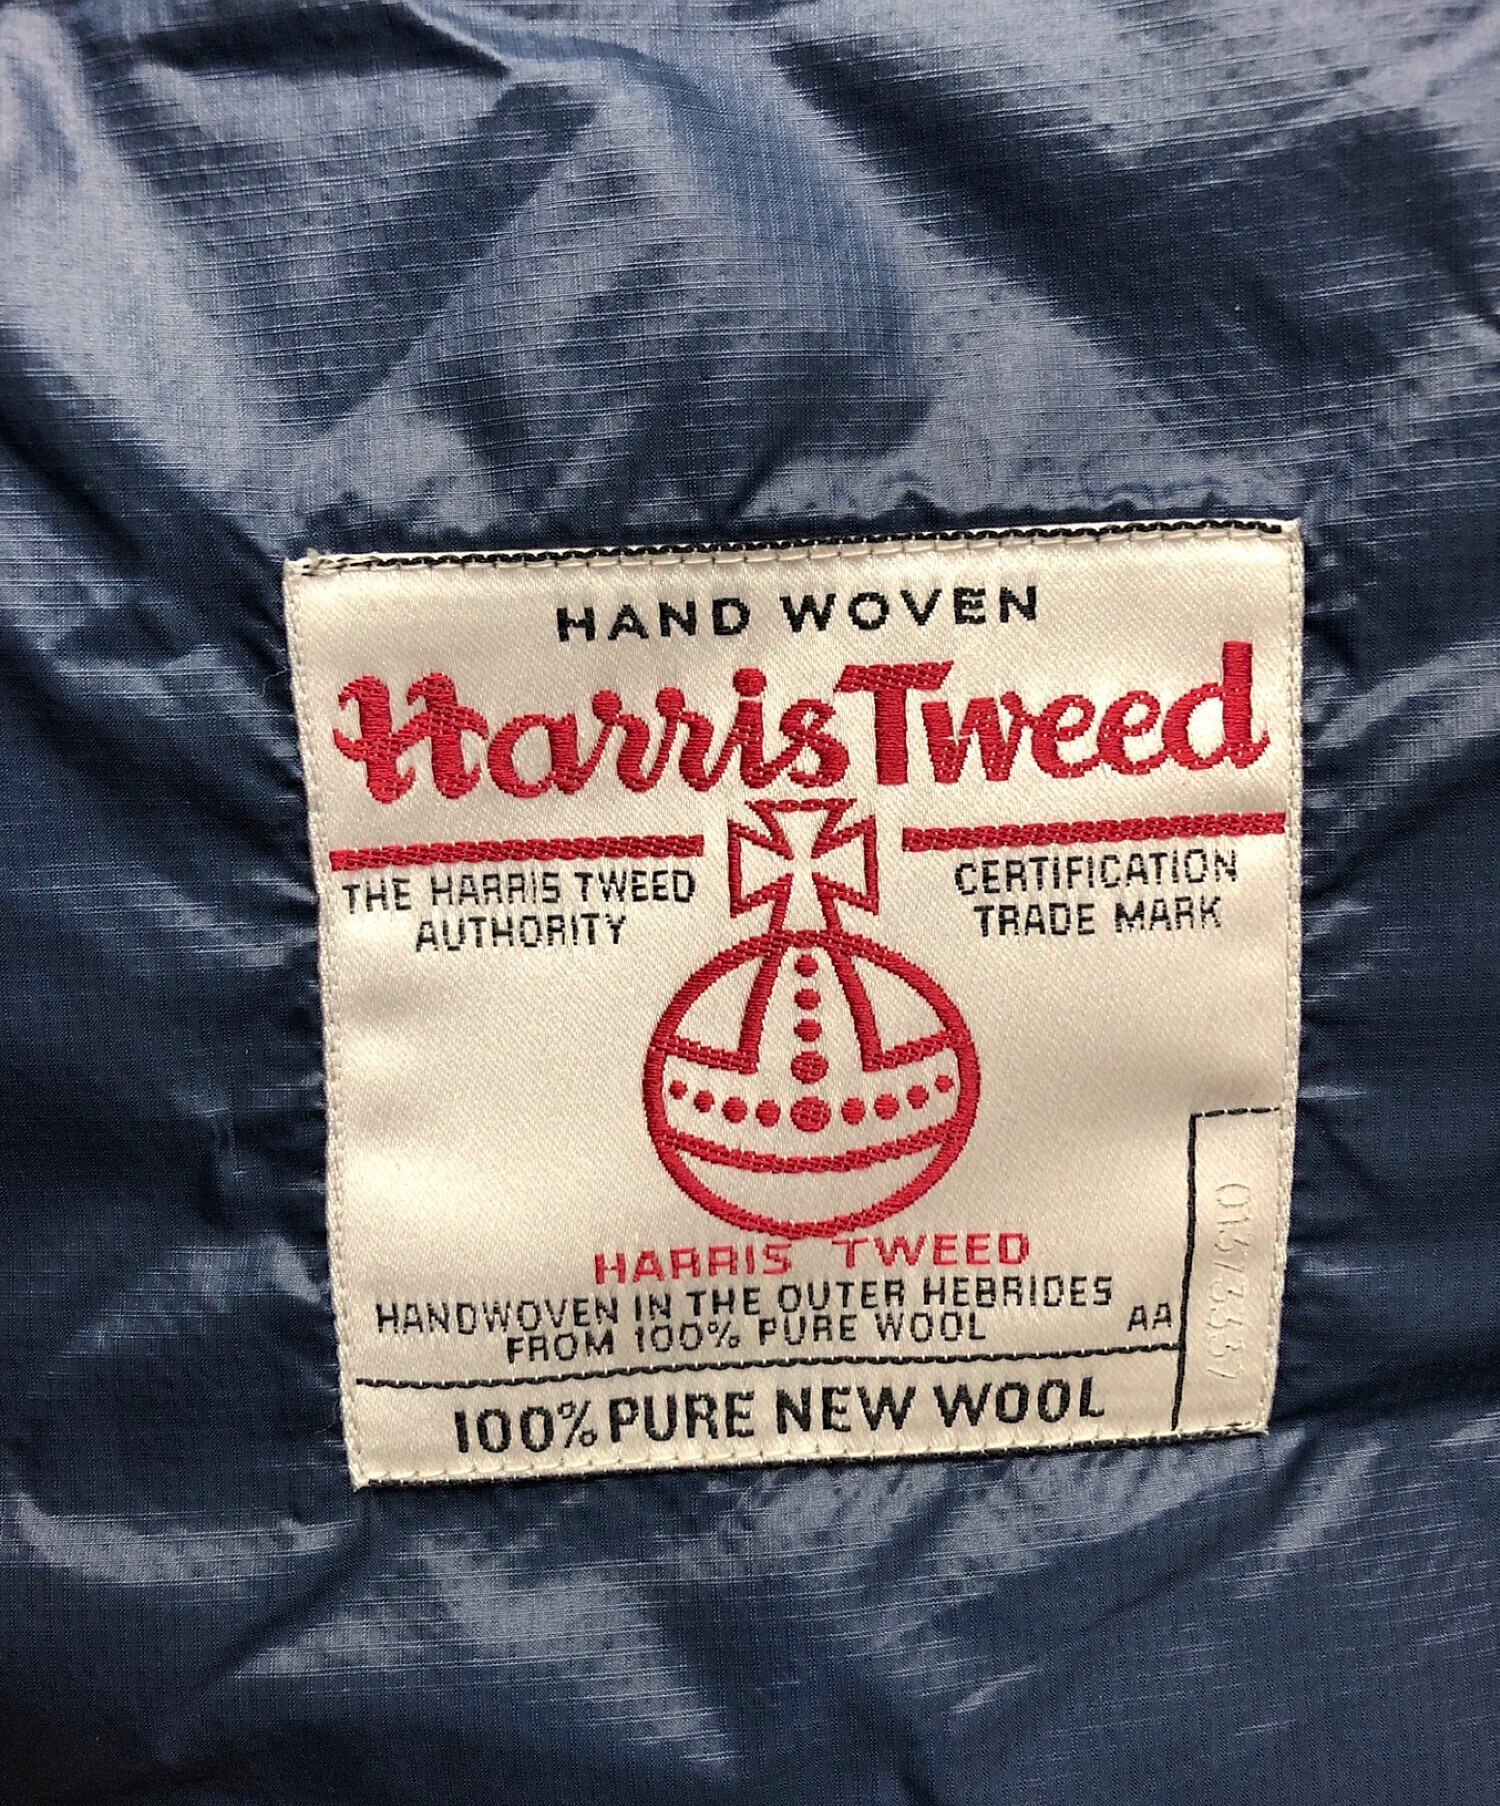 HAND WOVEN
Harris Tweed
THE HARRIS TWEED
AUTHORITY
CERTIFICATION
TRADE MARK
HARRIS TWEED
HANDWOVEN IN THE OUTER HEBRIDES
FROM 100% PURE WOOL
AA
100% PURE NEW WOOL